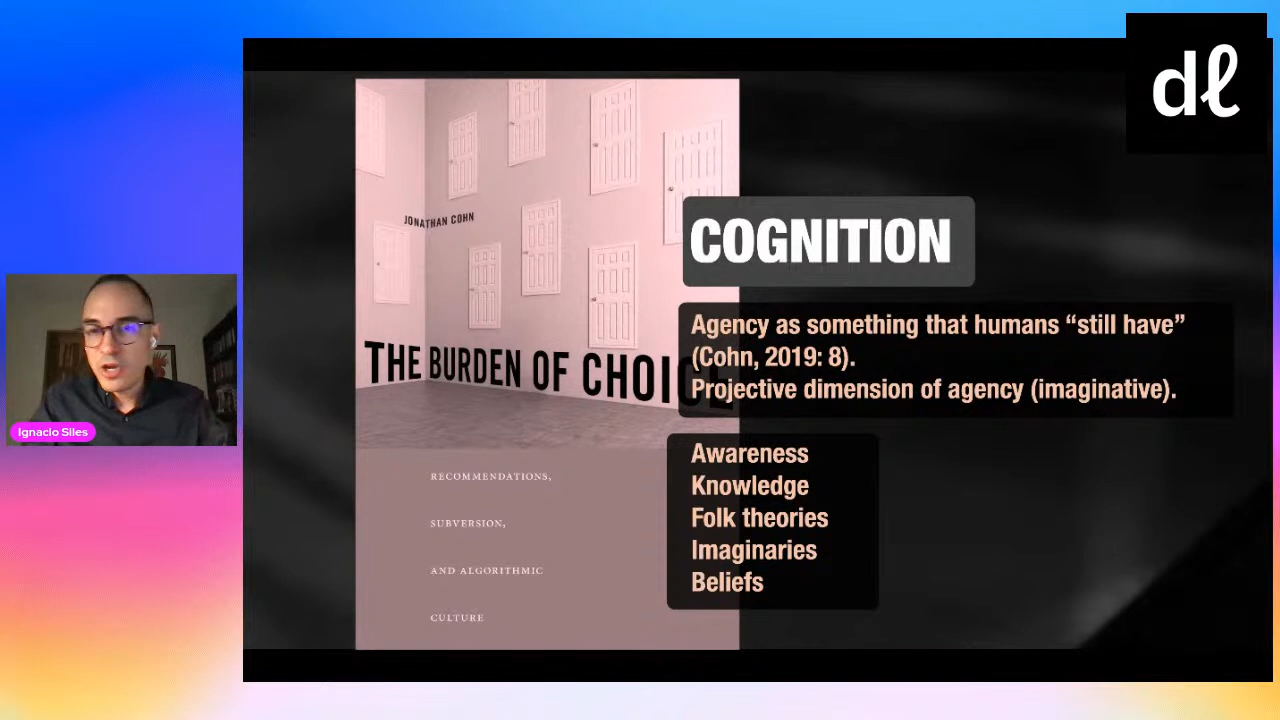 dℓ
JONATHAN COHN
THE BURDEN OF CHOICE
RECOMMENDATIONS,
SUBVERSION,
AND ALGORITHMIC
CULTURE
COGNITION
Agency as something that humans “still have”
(Cohn, 2019: 8).
Projective dimension of agency (imaginative).
Awareness
Knowledge
Folk theories
Imaginaries
Beliefs
Ignacio Siles